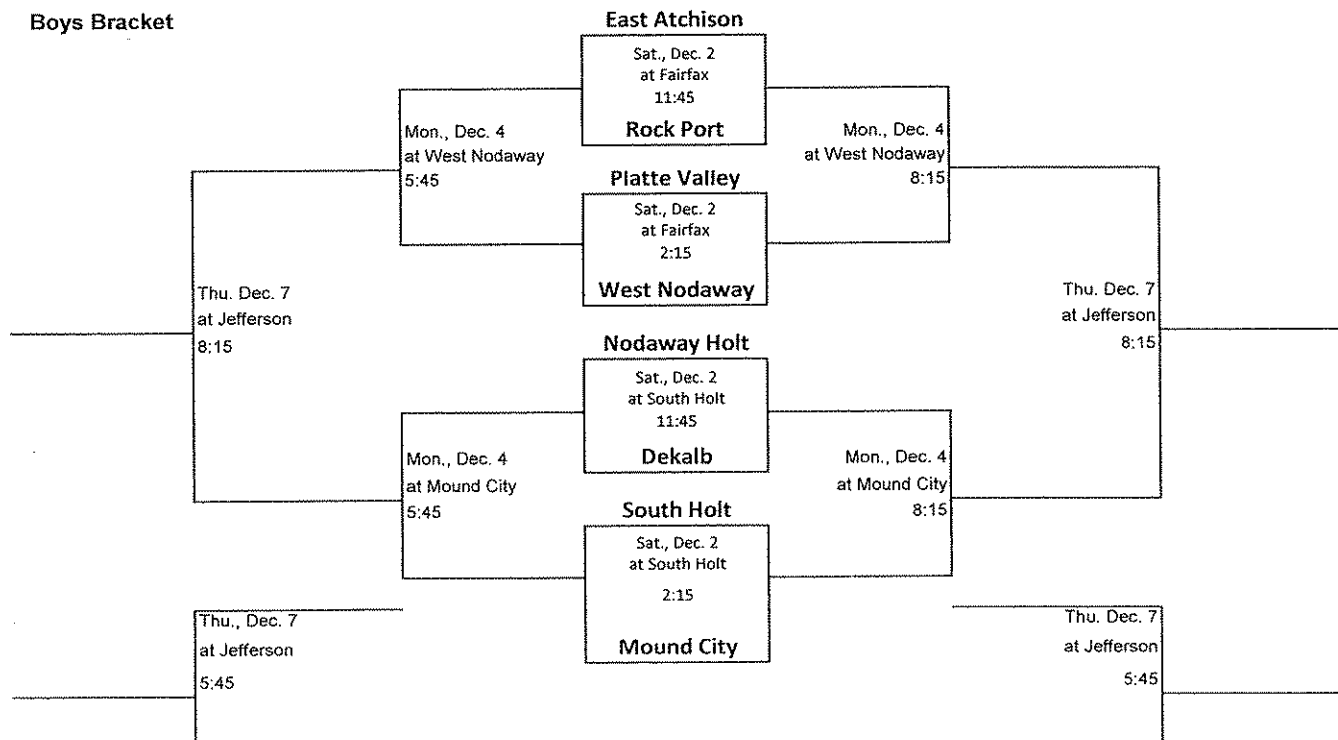 Boys Bracket
East Atchison
Sat., Dec. 2
at Fairfax
11:45
Rock Port
Mon., Dec. 4
at West Nodaway
5:45
Mon., Dec. 4
at West Nodaway
8:15
Platte Valley
Sat., Dec. 2
at Fairfax
2:15
West Nodaway
Thu. Dec. 7
at Jefferson
8:15
Thu. Dec. 7
at Jefferson
8:15
Nodaway Holt
Sat., Dec. 2
at South Holt
11:45
Dekalb
Mon., Dec. 4
at Mound City
5:45
Mon., Dec. 4
at Mound City
8:15
South Holt
Sat., Dec. 2
at South Holt
2:15
Mound City
Thu., Dec. 7
at Jefferson
5:45
Thu. Dec. 7
at Jefferson
5:45